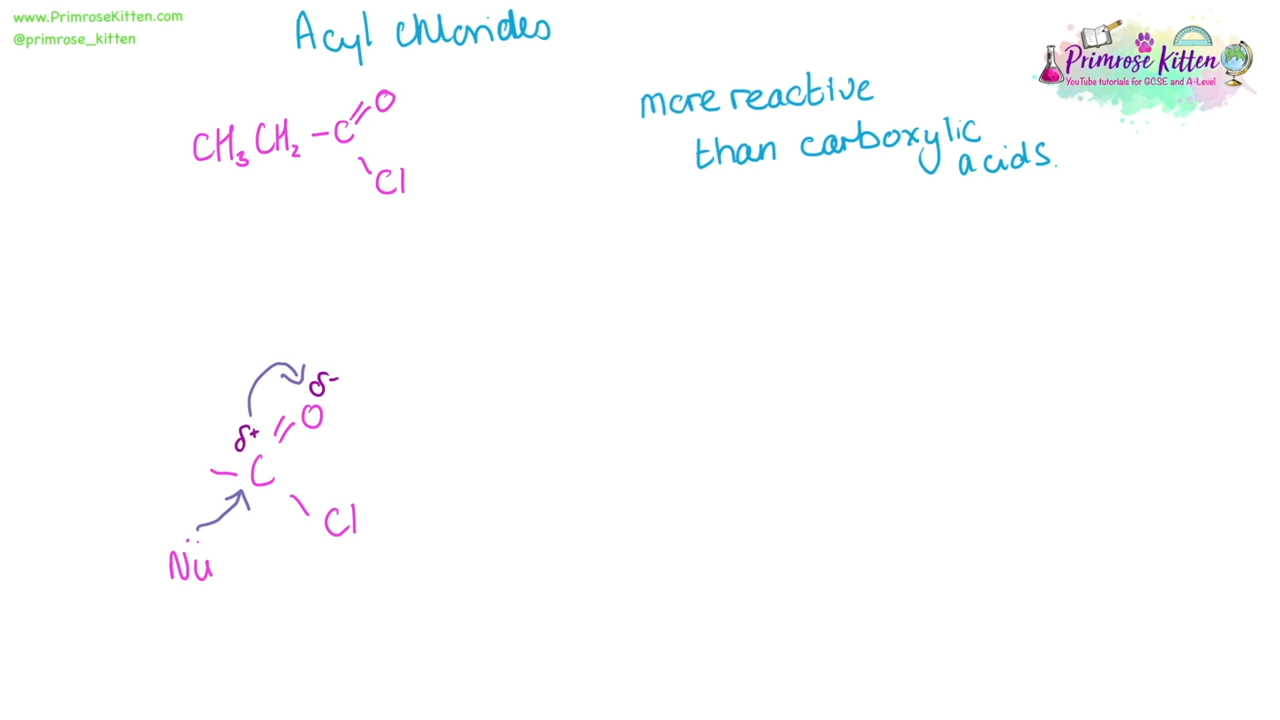 www.PrimroseKitten.com
@primrose_kitten
Acyl chlorides
Primrose Kitten
YouTube tutorials for GCSE and A-Level
more reactive
than carboxylic
acids.
O
CH₃CH₂-C
Cl
δ-
O
δ+
C
Cl
Nu